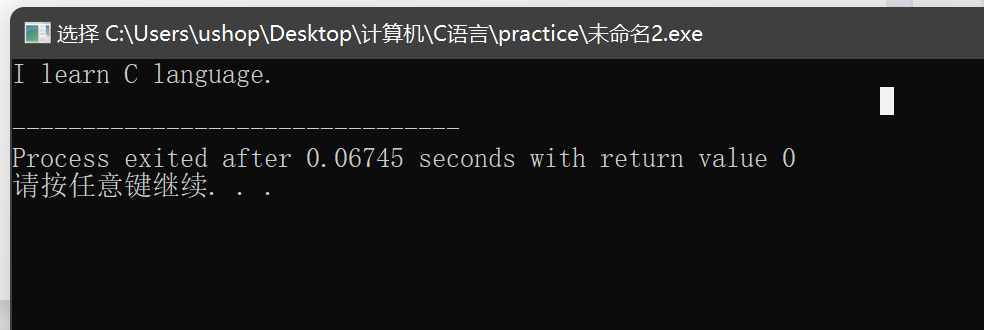 选择 C:\Users\ushop\Desktop\计算机\C语言\practice\未命名2.exe
I learn C language.
--------------------------------
Process exited after 0.06745 seconds with return value 0
请按任意键继续. . .